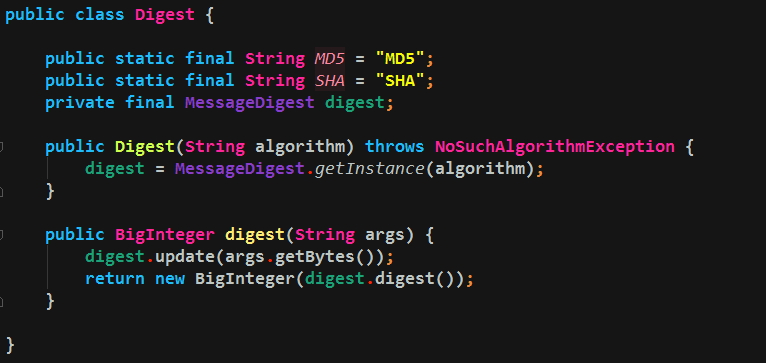 public class Digest {
public static final String MD5 = "MD5";
public static final String SHA = "SHA";
private final MessageDigest digest;
public Digest(String algorithm) throws NoSuchAlgorithmException {
digest = MessageDigest.getInstance(algorithm);
}
public BigInteger digest(String args) {
digest.update(args.getBytes());
return new BigInteger(digest.digest());
}
}